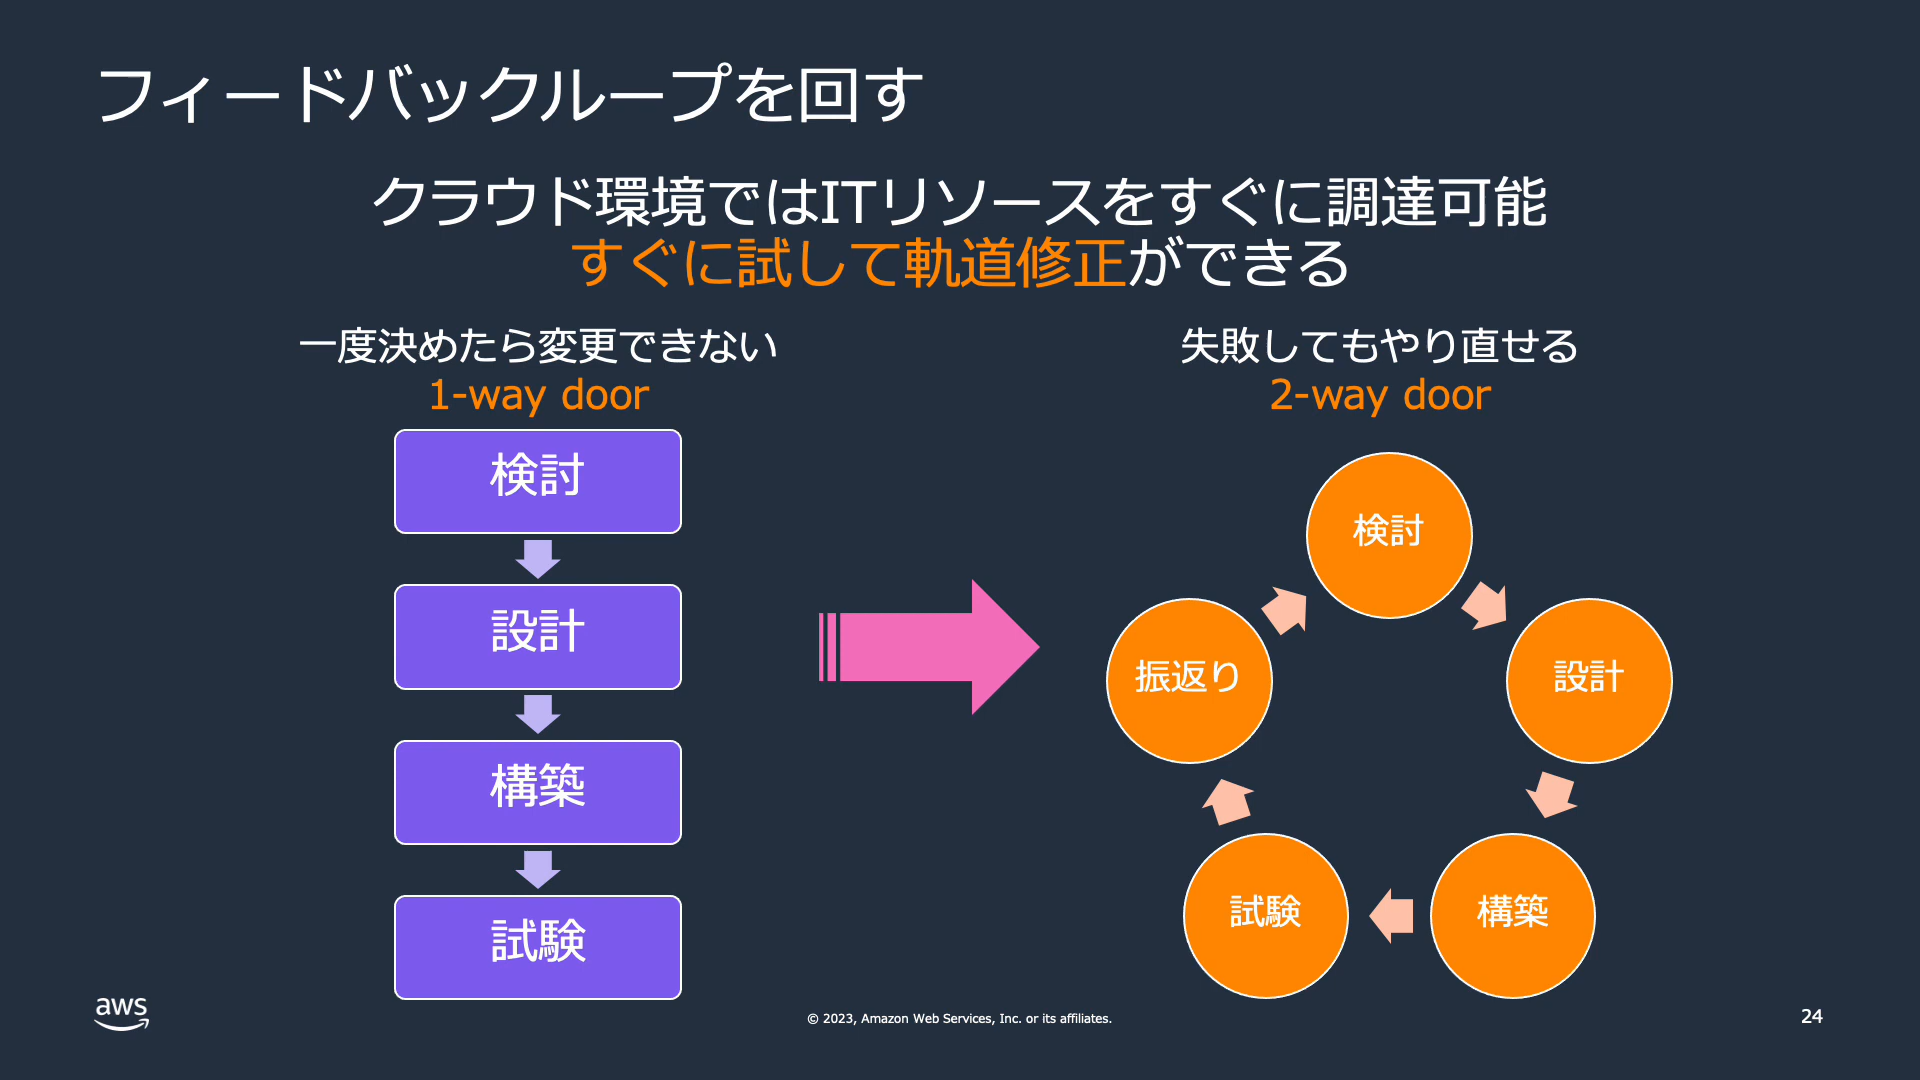 フィードバックループを回す
クラウド環境ではITリソースをすぐに調達可能
すぐに試して軌道修正ができる
一度決めたら変更できない
1-way door
検討
設計
構築
試験
失敗してもやり直せる
2-way door
検討
設計
構築
試験
振返り
aws
© 2023, Amazon Web Services, Inc. or its affiliates.
24